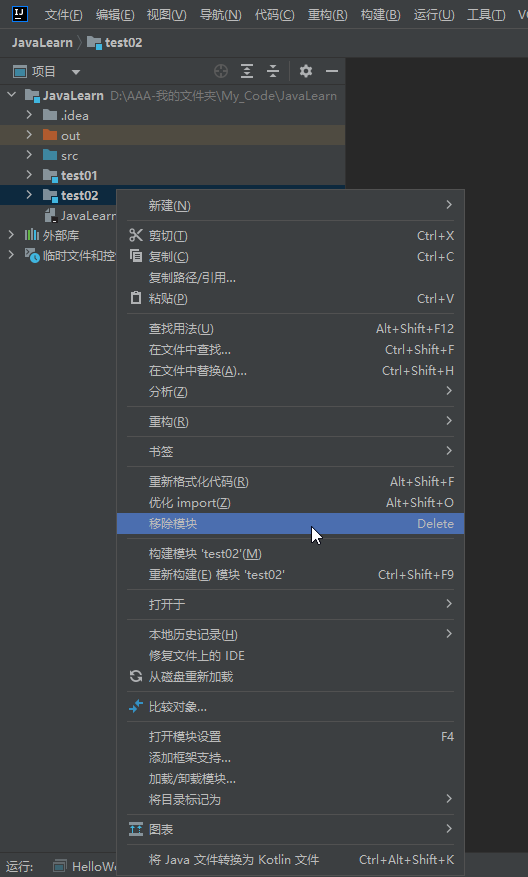 IJ 文件(F) 编辑(E) 视图(V) 导航(N) 代码(C) 重构(R) 构建(B) 运行(U) 工具(T)
JavaLearn test02
项目
JavaLearn D:\AAA-我的文件夹\My_Code\JavaLearn
.idea
out
src
test01
test02
JavaLearn
外部库
临时文件和控
新建(N)
剪切(T) Ctrl+X
复制(C) Ctrl+C
复制路径/引用...
粘贴(P) Ctrl+V
查找用法(U) Alt+Shift+F12
在文件中查找... Ctrl+Shift+F
在文件中替换(A)... Ctrl+Shift+H
分析(Z)
重构(R)
书签
重新格式化代码(R) Alt+Shift+F
优化 import(Z) Alt+Shift+O
移除模块 Delete
构建模块 'test02'(M)
重新构建(E) 模块 'test02' Ctrl+Shift+F9
打开于
本地历史记录(H)
修复文件上的 IDE
从磁盘重新加载
比较对象...
打开模块设置 F4
添加框架支持...
加载/卸载模块...
将目录标记为
图表
将 Java 文件转换为 Kotlin 文件 Ctrl+Alt+Shift+K
运行: HelloWo